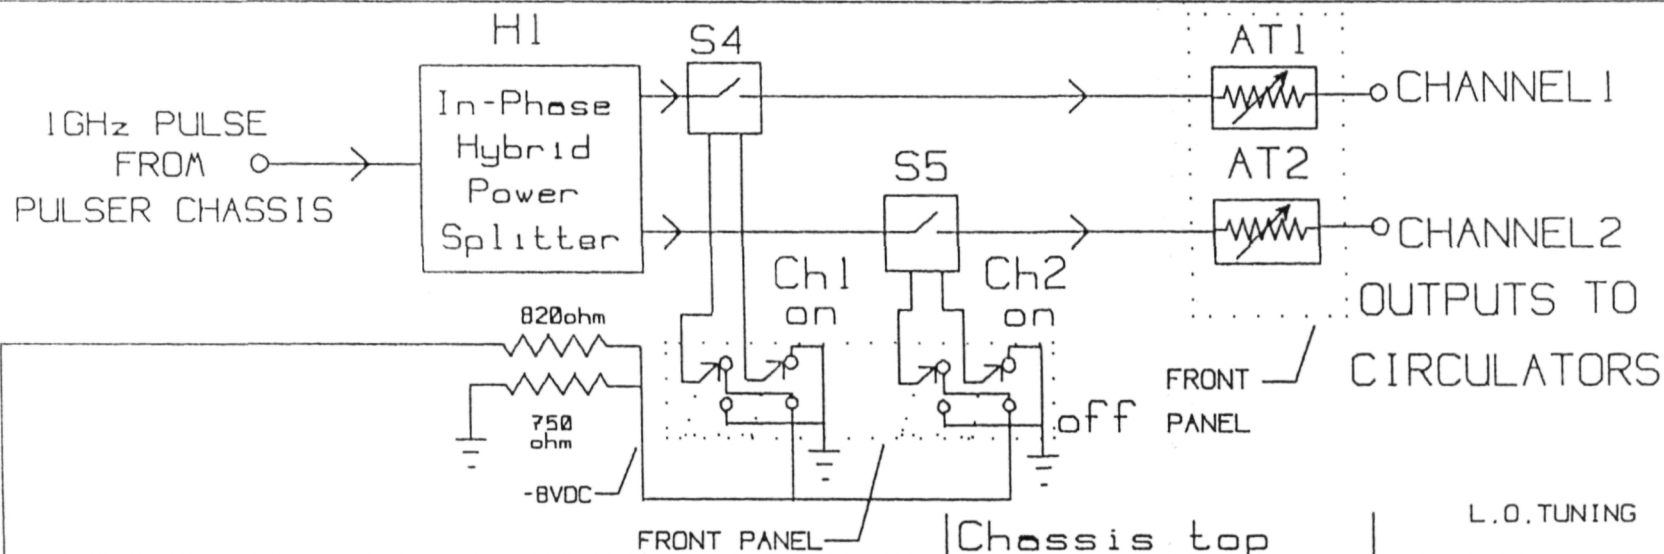 H1
S4
AT1
In-Phase
Hybrid
Power
Splitter
1GHz PULSE
FROM
PULSER CHASSIS
CHANNEL1
S5
AT2
CHANNEL2
OUTPUTS TO
CIRCULATORS
Ch1
on
Ch2
on
820ohm
750
ohm
-8VDC
off
FRONT
PANEL
FRONT PANEL
Chassis top
L.O.TUNING